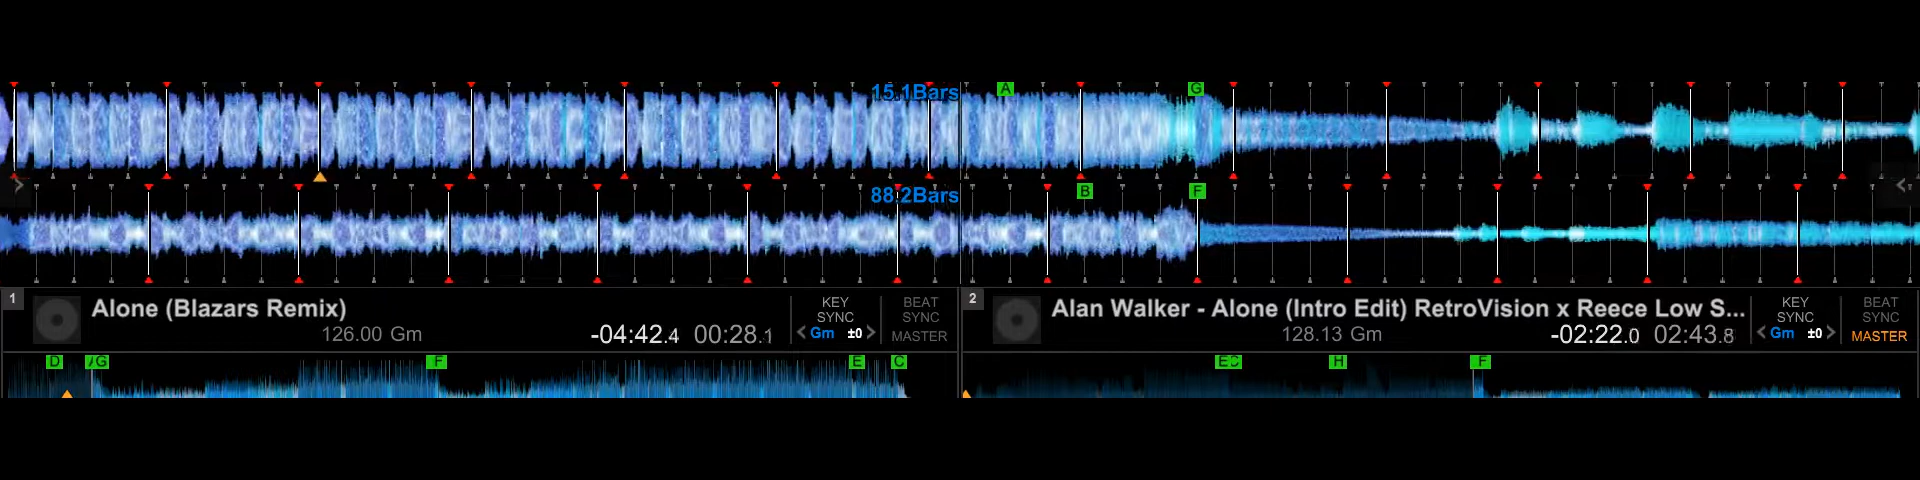 15.1Bars
A
G
88.2Bars
B
F
1
Alone (Blazars Remix)
126.00 Gm
-04:42.4 00:28.1
KEY SYNC
Gm ±0
BEAT SYNC
MASTER
2
Alan Walker - Alone (Intro Edit) RetroVision x Reece Low S...
128.13 Gm
-02:22.0 02:43.8
KEY SYNC
Gm ±0
BEAT SYNC
MASTER
D
G
F
E
C
E
H
F